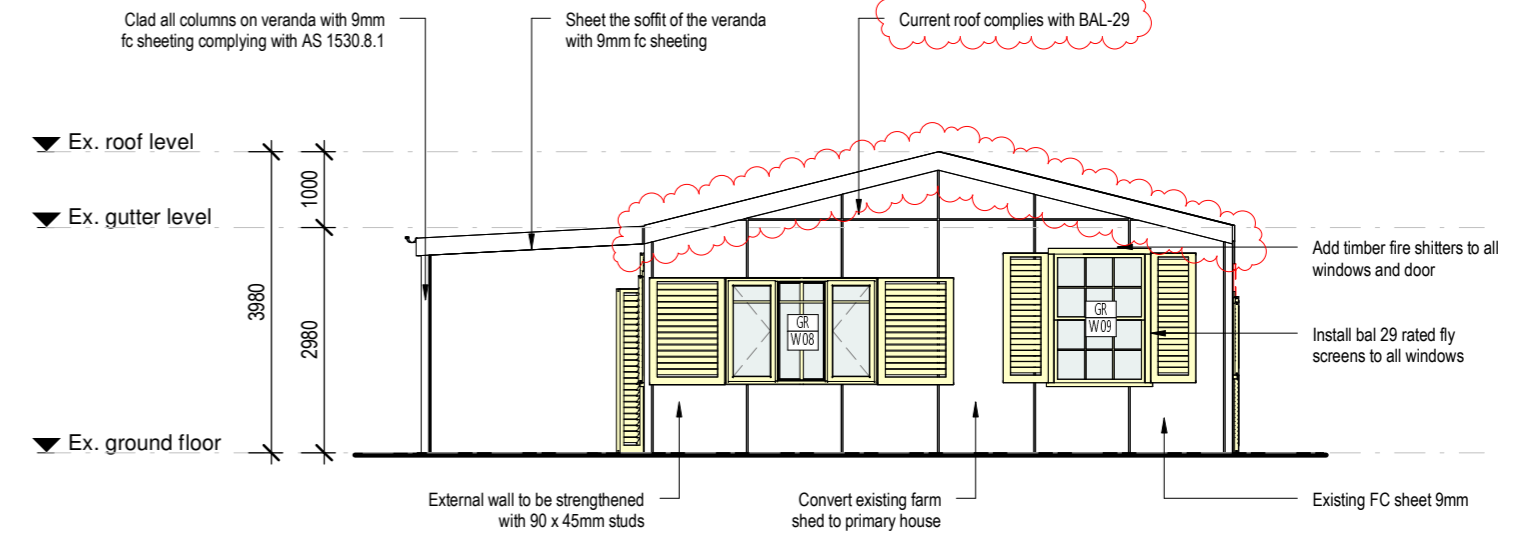 Clad all columns on veranda with 9mm
fc sheeting complying with AS 1530.8.1
Sheet the soffit of the veranda
with 9mm fc sheeting
Current roof complies with BAL-29
Ex. roof level
1000
Ex. gutter level
3980
2980
Ex. ground floor
GR
W08
GR
W09
Add timber fire shitters to all
windows and door
Install bal 29 rated fly
screens to all windows
External wall to be strengthened
with 90 x 45mm studs
Convert existing farm
shed to primary house
Existing FC sheet 9mm